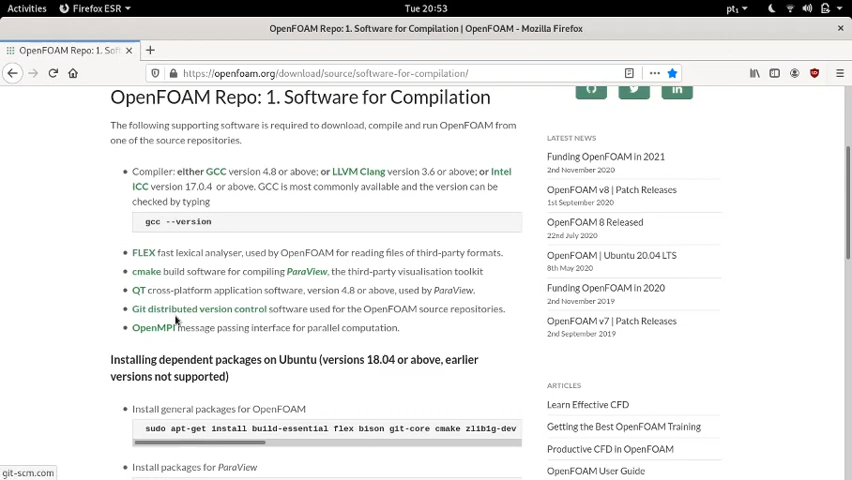 Activities
Firefox ESR
Tue 20:53
pt₁
OpenFOAM Repo: 1. Software for Compilation | OpenFOAM - Mozilla Firefox
OpenFOAM Repo: 1. Sof
https://openfoam.org/download/source/software-for-compilation/
OpenFOAM Repo: 1. Software for Compilation
The following supporting software is required to download, compile and run OpenFOAM from
one of the source repositories.
Compiler: either GCC version 4.8 or above; or LLVM Clang version 3.6 or above; or Intel
ICC version 17.0.4 or above. GCC is most commonly available and the version can be
checked by typing
gcc --version
FLEX fast lexical analyser, used by OpenFOAM for reading files of third-party formats.
cmake build software for compiling ParaView, the third-party visualisation toolkit
QT cross-platform application software, version 4.8 or above, used by ParaView.
Git distributed version control software used for the OpenFOAM source repositories.
OpenMPI message passing interface for parallel computation.
Installing dependent packages on Ubuntu (versions 18.04 or above, earlier
versions not supported)
Install general packages for OpenFOAM
sudo apt-get install build-essential flex bison git-core cmake zlib1g-dev
Install packages for ParaView
LATEST NEWS
Funding OpenFOAM in 2021
2nd November 2020
OpenFOAM v8 | Patch Releases
1st September 2020
OpenFOAM 8 Released
22nd July 2020
OpenFOAM | Ubuntu 20.04 LTS
8th May 2020
Funding OpenFOAM in 2020
2nd November 2019
OpenFOAM v7 | Patch Releases
2nd September 2019
ARTICLES
Learn Effective CFD
Getting the Best OpenFOAM Training
Productive CFD in OpenFOAM
OpenFOAM User Guide
git-scm.com